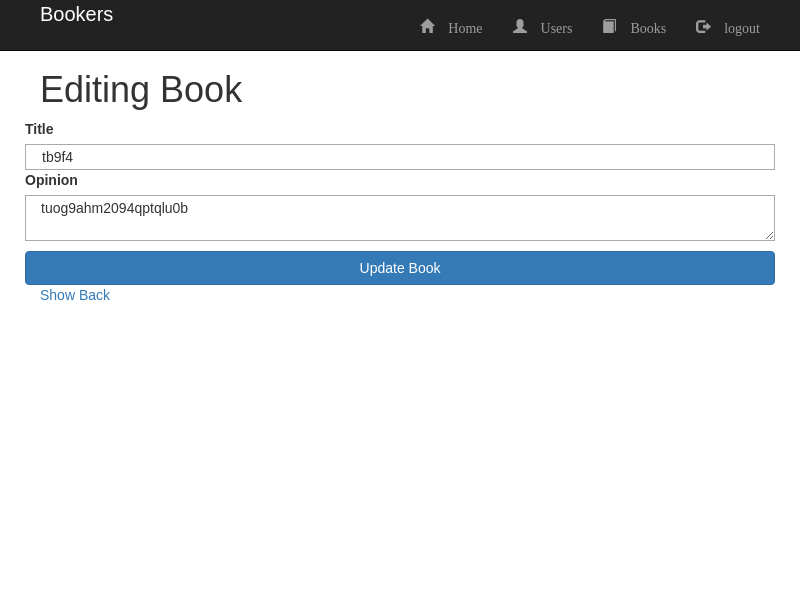 Bookers
Home Users Books logout
Editing Book
Title
tb9f4
Opinion
tuog9ahm2094qptqlu0b
Update Book
Show Back